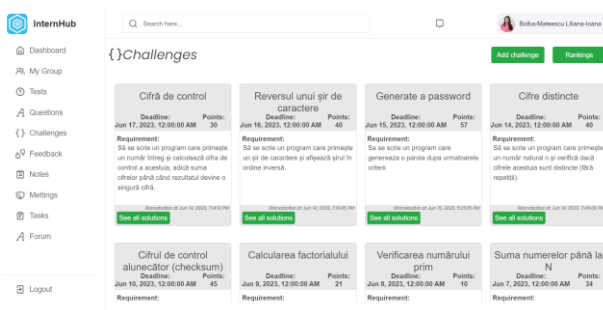 InternHub
Search here...
Bolba-Mateescu Liliana-Ioana
Dashboard
My Group
Tests
Questions
Challenges
Feedback
Notes
Mettings
Tasks
Forum
Logout
{}Challenges
Add challenge
Rankings
Cifră de control
Deadline: Points:
Jun 17, 2023, 12:00:00 AM 30
Requirement:
Să se scrie un program care primește
un număr întreg și calculează cifra de
control a acestuia, adică suma
cifrelor până când rezultatul devine o
singură cifră.
See all solutions
Reversul unui șir de
caractere
Deadline: Points:
Jun 16, 2023, 12:00:00 AM 40
Requirement:
Să se scrie un program care primește
un șir de caractere și afișează șirul în
ordine inversă.
See all solutions
Generate a password
Deadline: Points:
Jun 15, 2023, 12:00:00 AM 57
Requirement:
Sa se scrie un program care
genereaza o parola dupa urmatoarele
criterii
See all solutions
Cifre distincte
Deadline: Points:
Jun 14, 2023, 12:00:00 AM 40
Requirement:
Să se scrie un program care primește
un număr natural n și verifică dacă
cifrele acestuia sunt distincte (fără
repetiții).
See all solutions
Cifrul de control
alunecător (checksum)
Deadline: Points:
Jun 10, 2023, 12:00:00 AM 45
Requirement:
Calcularea factorialului
Deadline: Points:
Jun 9, 2023, 12:00:00 AM 21
Requirement:
Verificarea numărului
prim
Deadline: Points:
Jun 8, 2023, 12:00:00 AM 10
Requirement:
Suma numerelor până la
N
Deadline: Points:
Jun 7, 2023, 12:00:00 AM 34
Requirement: